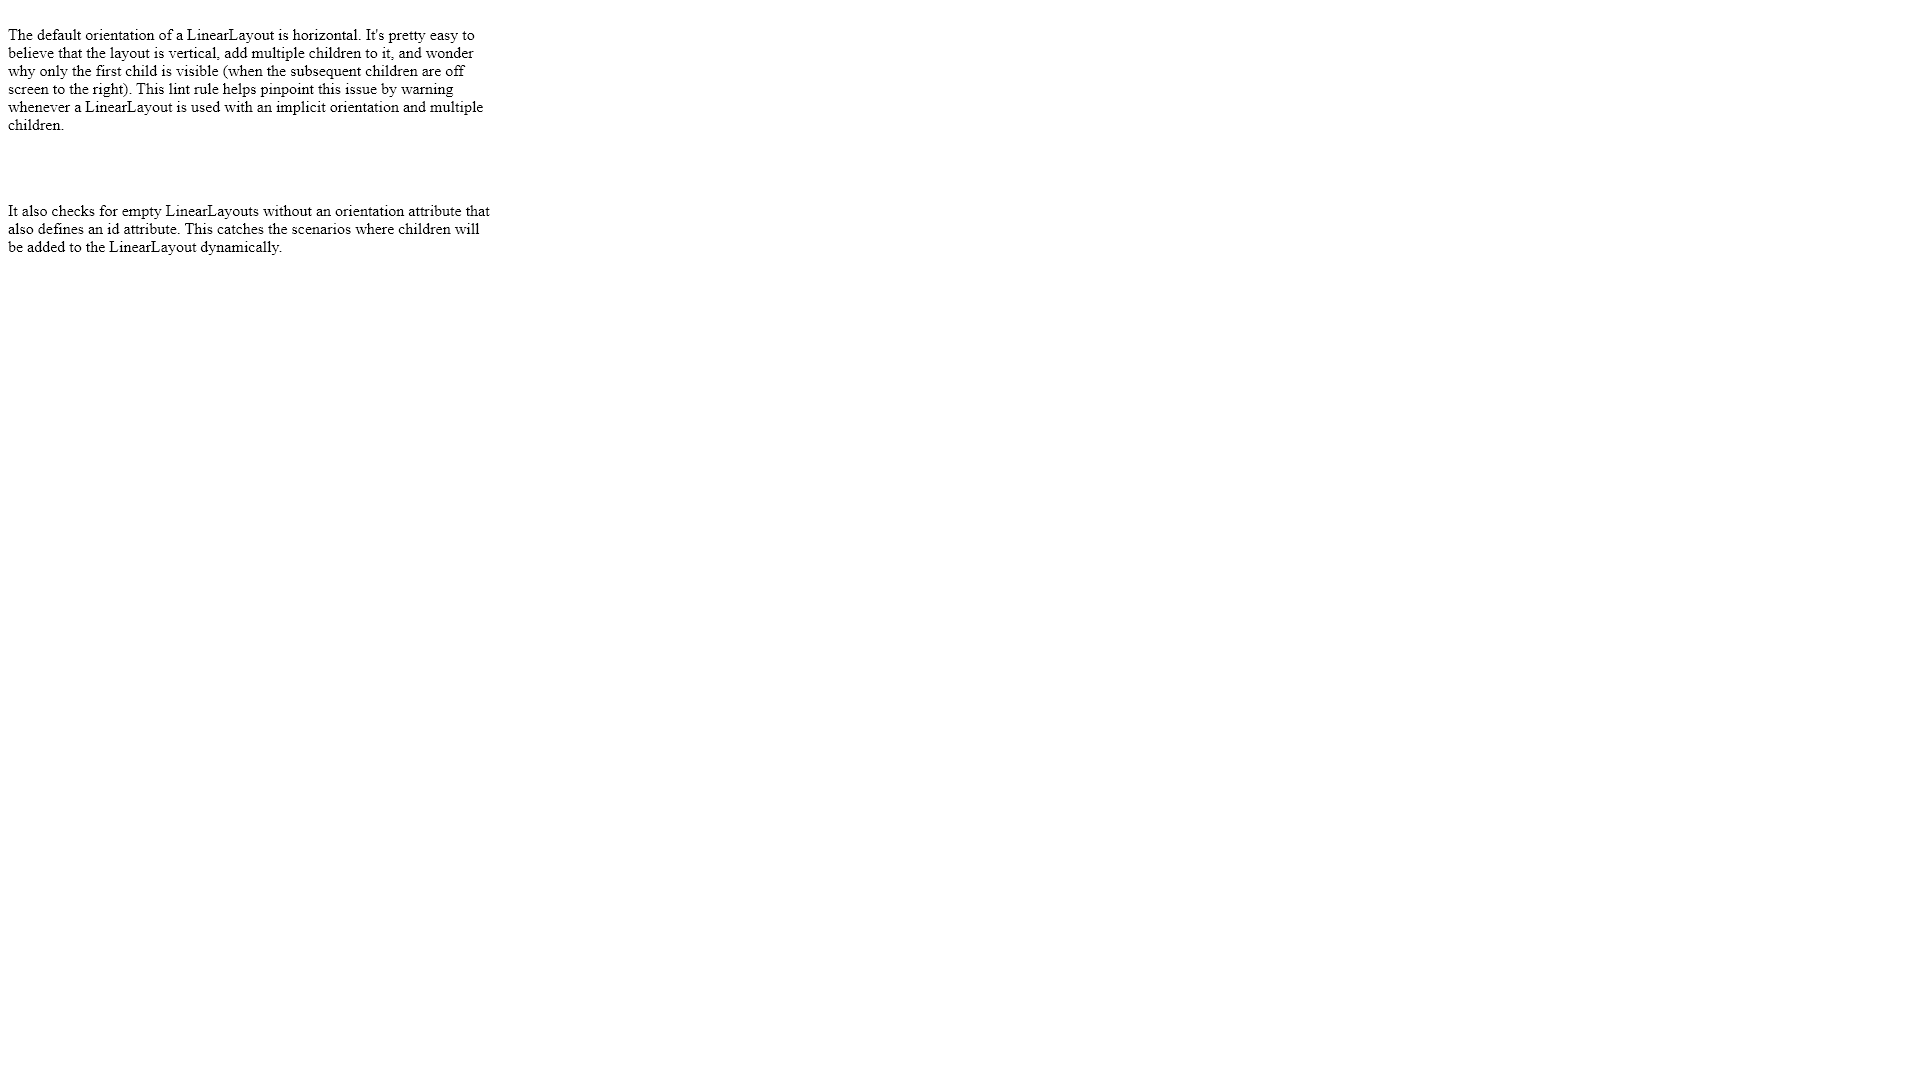 The default orientation of a LinearLayout is horizontal. It's pretty easy to
believe that the layout is vertical, add multiple children to it, and wonder
why only the first child is visible (when the subsequent children are off
screen to the right). This lint rule helps pinpoint this issue by warning
whenever a LinearLayout is used with an implicit orientation and multiple
children.
It also checks for empty LinearLayouts without an orientation attribute that
also defines an id attribute. This catches the scenarios where children will
be added to the LinearLayout dynamically.